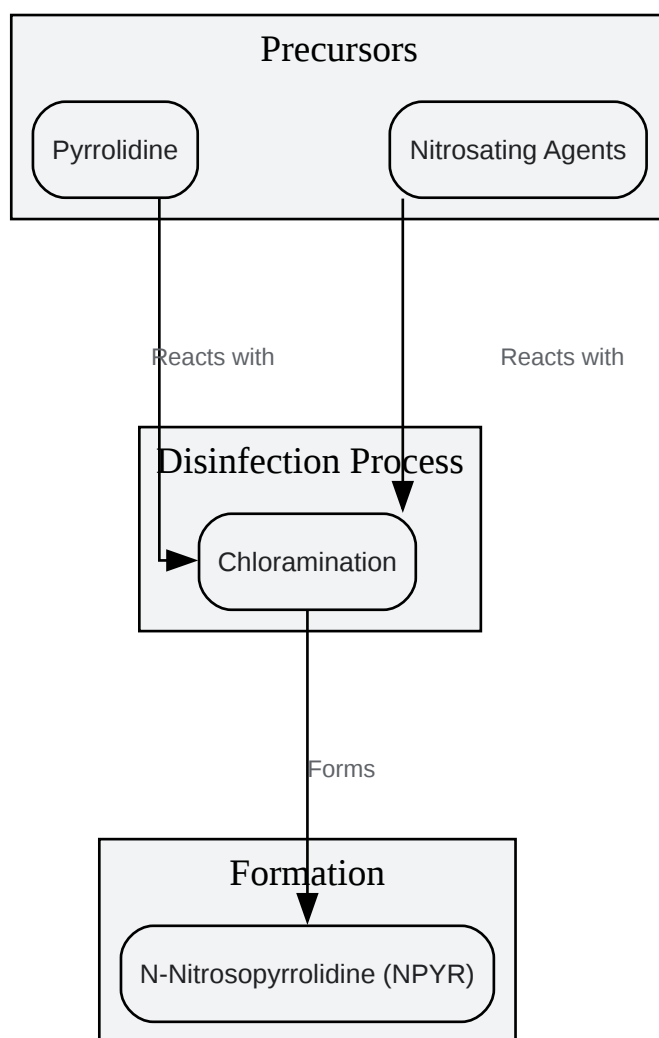 Precursors
Pyrrolidine
Nitrosating Agents
Reacts with
Reacts with
Disinfection Process
Chloramination
Forms
Formation
N-Nitrosopyrrolidine (NPYR)